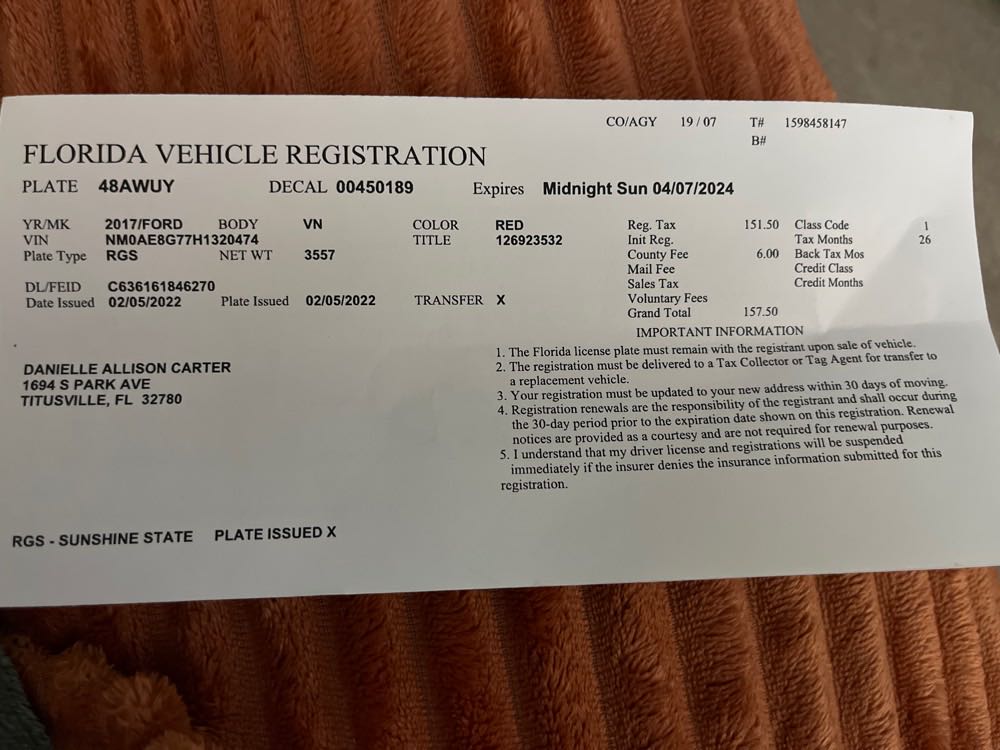 CO/AGY 19 / 07 T# 1598458147
B#
FLORIDA VEHICLE REGISTRATION
PLATE 48AWUY DECAL 00450189 Expires Midnight Sun 04/07/2024
YR/MK 2017/FORD BODY VN COLOR RED Reg. Tax 151.50 Class Code 1
VIN NM0AE8G77H1320474 TITLE 126923532 Init Reg. Tax Months 26
Plate Type RGS NET WT 3557 County Fee 6.00 Back Tax Mos
Mail Fee Credit Class
DL/FEID C636161846270 Sales Tax Credit Months
Date Issued 02/05/2022 Plate Issued 02/05/2022 TRANSFER X Voluntary Fees
Grand Total 157.50
IMPORTANT INFORMATION
1. The Florida license plate must remain with the registrant upon sale of vehicle.
2. The registration must be delivered to a Tax Collector or Tag Agent for transfer to
a replacement vehicle.
3. Your registration must be updated to your new address within 30 days of moving.
4. Registration renewals are the responsibility of the registrant and shall occur during
the 30-day period prior to the expiration date shown on this registration. Renewal
notices are provided as a courtesy and are not required for renewal purposes.
5. I understand that my driver license and registrations will be suspended
immediately if the insurer denies the insurance information submitted for this
registration.
DANIELLE ALLISON CARTER
1694 S PARK AVE
TITUSVILLE, FL 32780
RGS - SUNSHINE STATE PLATE ISSUED X